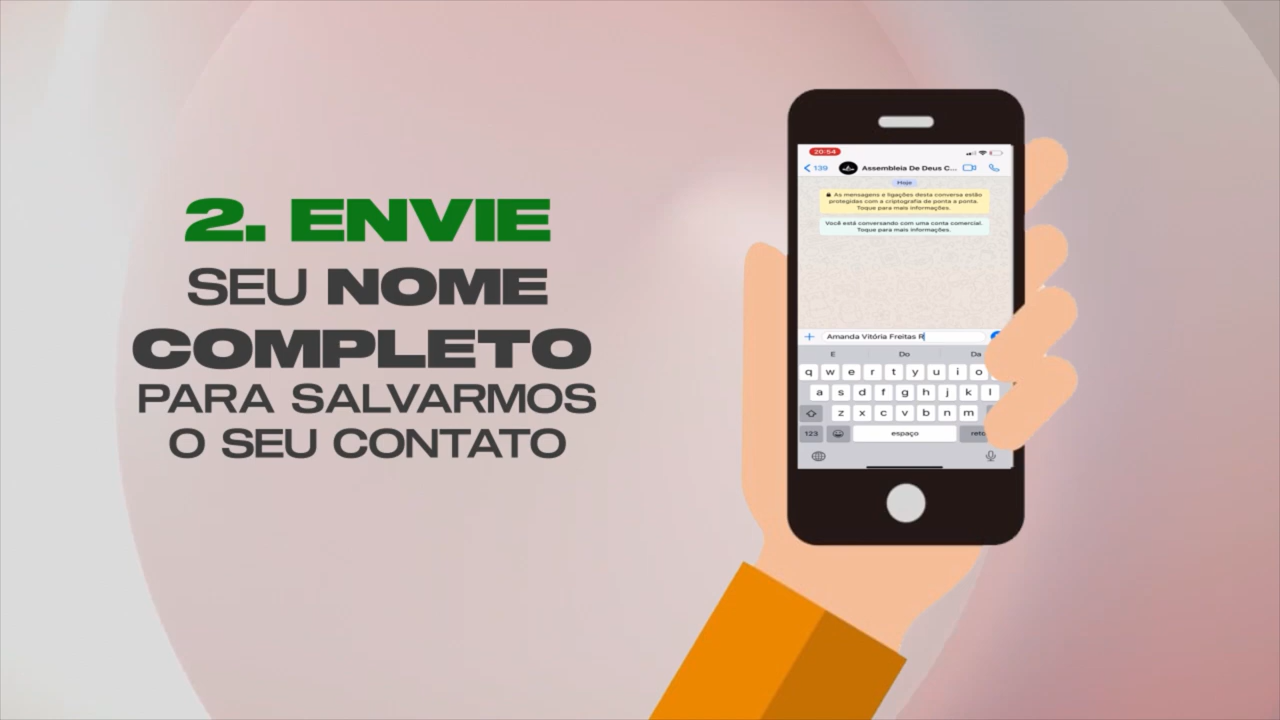 2. ENVIE
SEU NOME
COMPLETO
PARA SALVARMOS
O SEU CONTATO
20:54
139
Assembleia De Deus C...
Hoje
As mensagens e ligações desta conversa estão
protegidas com a criptografia de ponta a ponta.
Toque para mais informações.
Você está conversando com uma conta comercial.
Toque para mais informações.
Amanda Vitória Freitas R
E Do Da
q w e r t y u i o
a s d f g h j k l
z x c v b n m
123 espaço reto